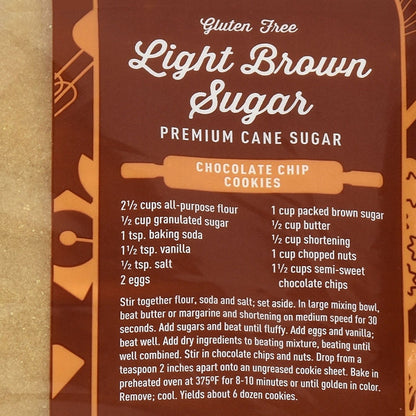 Gluten Free
Light Brown
Sugar
PREMIUM CANE SUGAR
CHOCOLATE CHIP
COOKIES
2½ cups all-purpose flour
½ cup granulated sugar
1 tsp. baking soda
1½ tsp. vanilla
½ tsp. salt
2 eggs
1 cup packed brown sugar
½ cup butter
½ cup shortening
1 cup chopped nuts
1½ cups semi-sweet
chocolate chips
Stir together flour, soda and salt; set aside. In large mixing bowl,
beat butter or margarine and shortening on medium speed for 30
seconds. Add sugars and beat until fluffy. Add eggs and vanilla;
beat well. Add dry ingredients to beating mixture, beating until
well combined. Stir in chocolate chips and nuts. Drop from a
teaspoon 2 inches apart onto an ungreased cookie sheet. Bake in
preheated oven at 375ºF for 8-10 minutes or until golden in color.
Remove; cool. Yields about 6 dozen cookies.